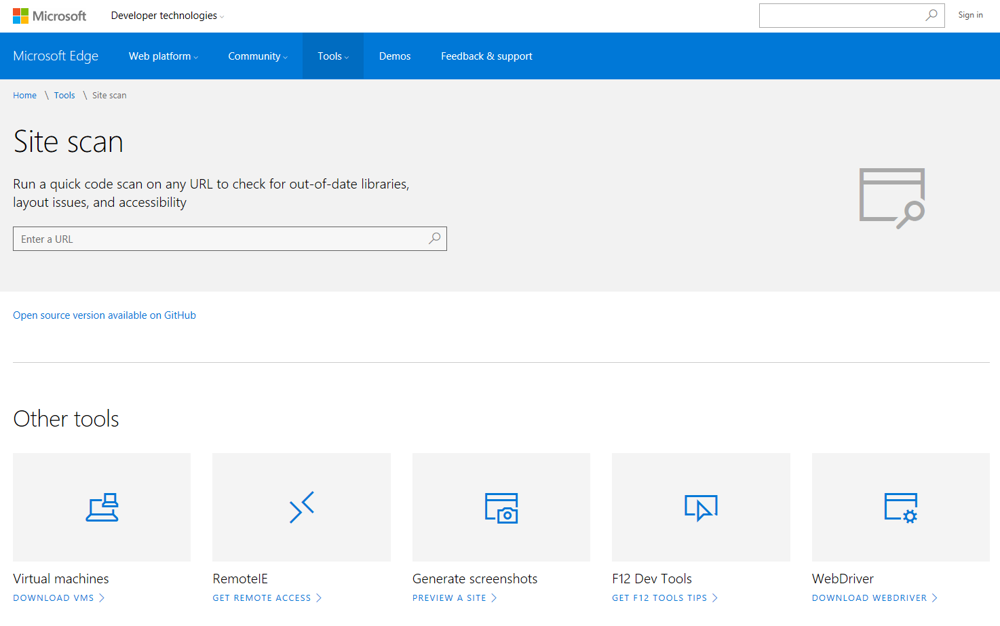 Microsoft Developer technologies Sign in
Microsoft Edge Web platform Community Tools Demos Feedback & support
Home \ Tools \ Site scan
Site scan
Run a quick code scan on any URL to check for out-of-date libraries,
layout issues, and accessibility
Enter a URL
Open source version available on GitHub
Other tools
Virtual machines
DOWNLOAD VMS
RemoteIE
GET REMOTE ACCESS
Generate screenshots
PREVIEW A SITE
F12 Dev Tools
GET F12 TOOLS TIPS
WebDriver
DOWNLOAD WEBDRIVER